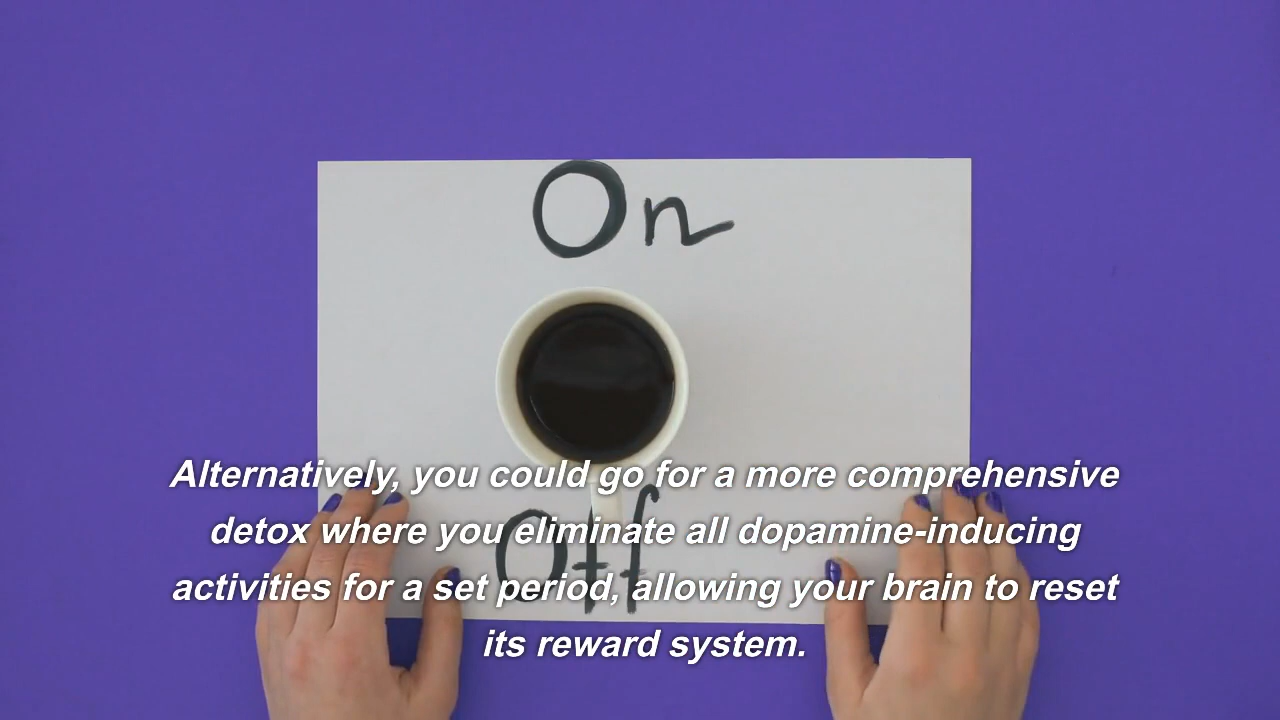 On
Off
Alternatively, you could go for a more comprehensive
detox where you eliminate all dopamine-inducing
activities for a set period, allowing your brain to reset
its reward system.